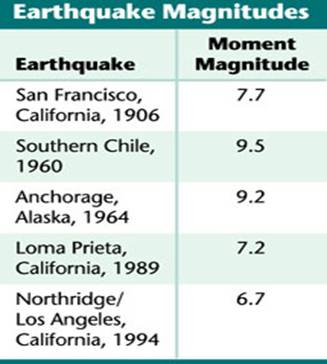 Earthquake Magnitudes
Earthquake
Moment
Magnitude
San Francisco,
California, 1906
7.7
Southern Chile,
1960
9.5
Anchorage,
Alaska, 1964
9.2
Loma Prieta,
California, 1989
7.2
Northridge/
Los Angeles,
California, 1994
6.7